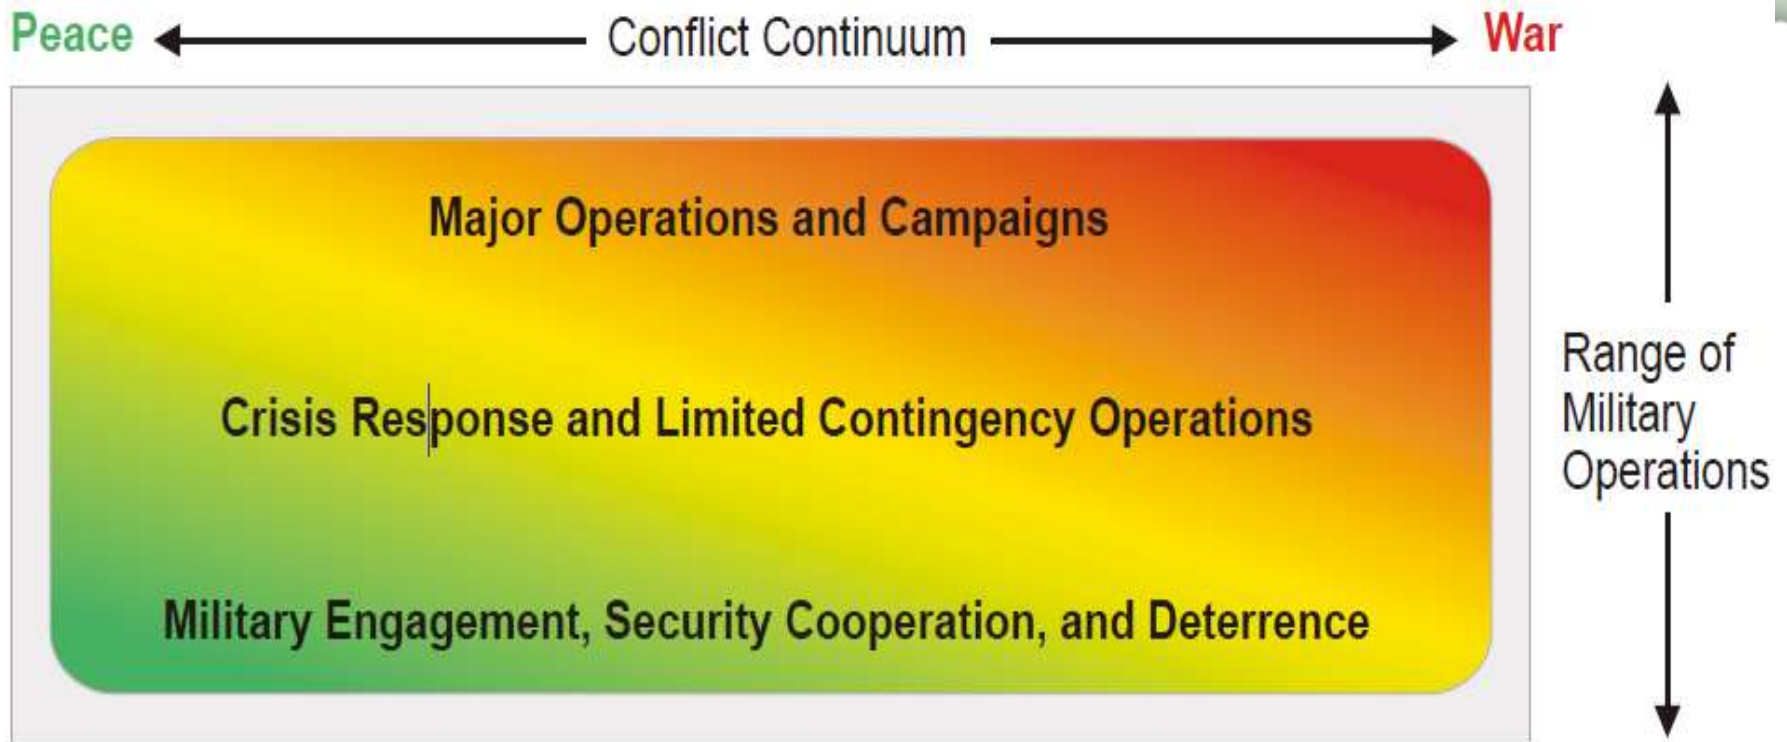 Peace Conflict Continuum War
Major Operations and Campaigns
Crisis Response and Limited Contingency Operations
Military Engagement, Security Cooperation, and Deterrence
Range of
Military
Operations